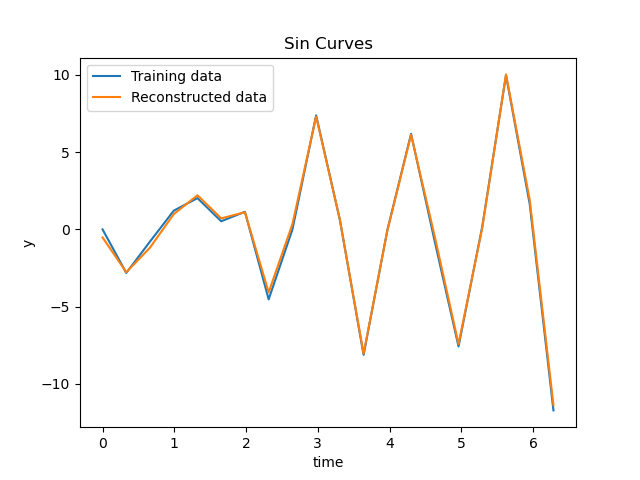 Sin Curves
Training data
Reconstructed data
10
5
0
−5
−10
y
0 1 2 3 4 5 6
time